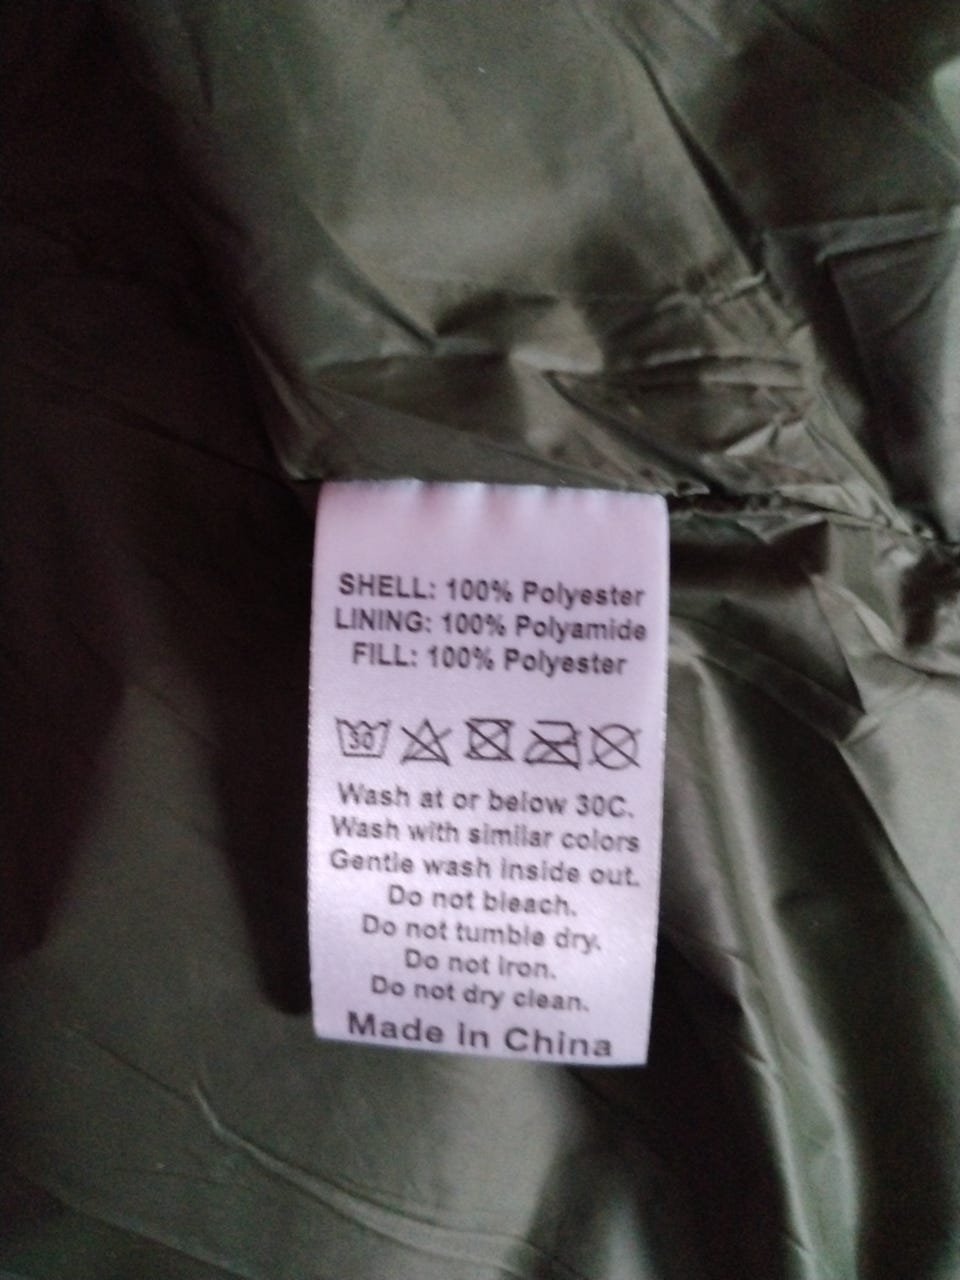 SHELL: 100% Polyester
LINING: 100% Polyamide
FILL: 100% Polyester
30
Wash at or below 30C.
Wash with similar colors
Gentle wash inside out.
Do not bleach.
Do not tumble dry.
Do not iron.
Do not dry clean.
Made in China